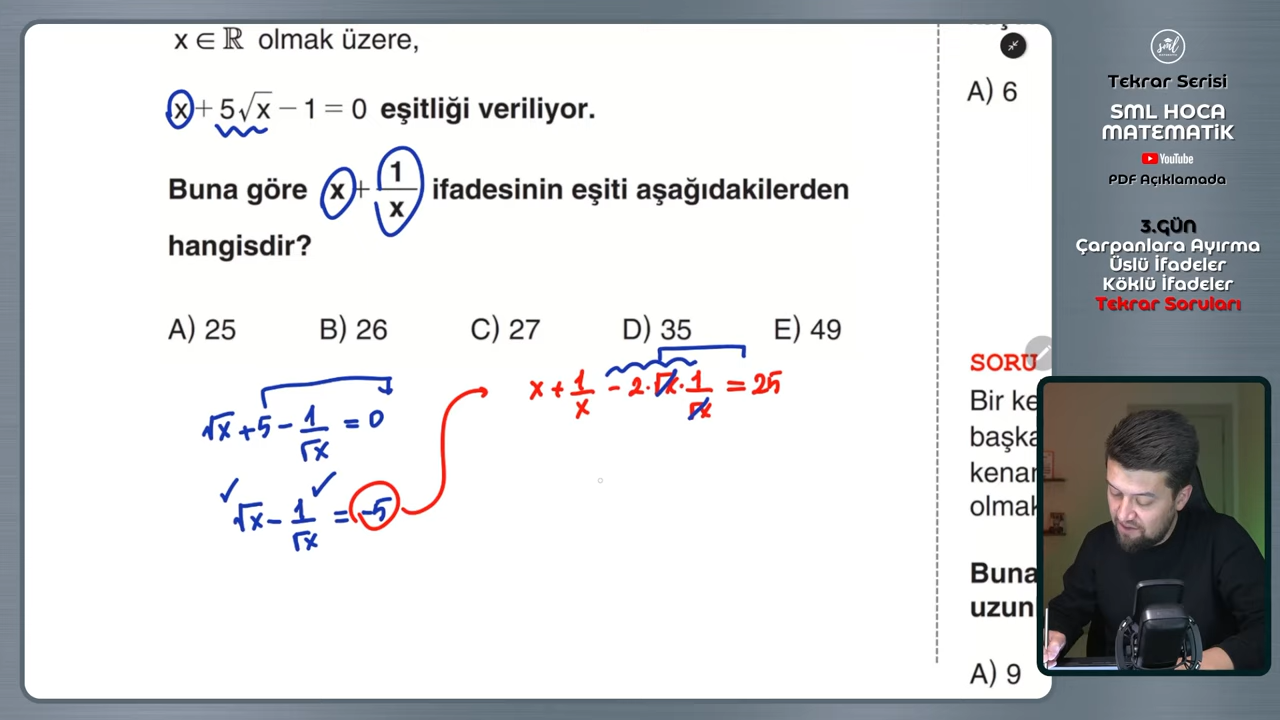 x ∈ ℝ olmak üzere,
x + 5√x − 1 = 0 eşitliği veriliyor.
Buna göre x + 1/x ifadesinin eşiti aşağıdakilerden
hangisdir?
A) 25 B) 26 C) 27 D) 35 E) 49
√x + 5 − 1/√x = 0
√x − 1/√x = −5
x + 1/x − 2 · √x · 1/√x = 25
A) 6
SORU
Bir ke
başka
kenar
olmak
Buna
uzun
A) 9
sml
Tekrar Serisi
SML HOCA
MATEMATİK
YouTube
PDF Açıklamada
3.GÜN
Çarpanlara Ayırma
Üslü İfadeler
Köklü İfadeler
Tekrar Soruları